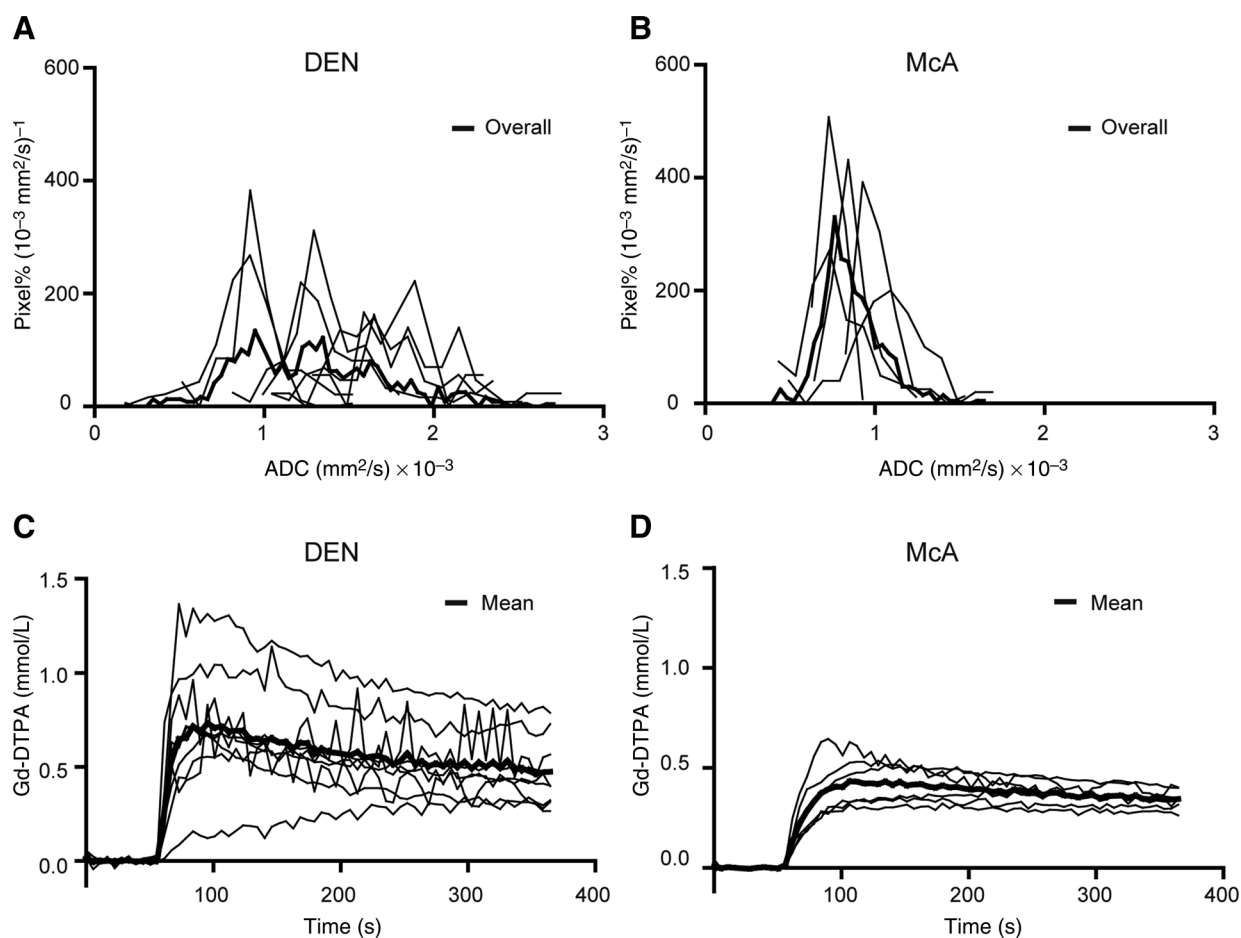 A
DEN
Overall
Pixel% (10⁻³ mm²/s)⁻¹
600
400
200
0
0
1
2
3
ADC (mm²/s) × 10⁻³
B
McA
Overall
Pixel% (10⁻³ mm²/s)⁻¹
600
400
200
0
0
1
2
3
ADC (mm²/s) × 10⁻³
C
DEN
Mean
Gd-DTPA (mmol/L)
1.5
1.0
0.5
0.0
100
200
300
400
Time (s)
D
McA
Mean
Gd-DTPA (mmol/L)
1.5
1.0
0.5
0.0
100
200
300
400
Time (s)